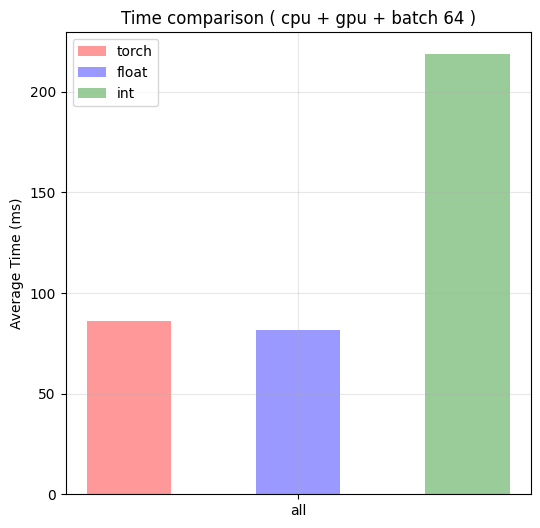 Time comparison ( cpu + gpu + batch 64 )
torch
float
int
Average Time (ms)
200
150
100
50
0
all